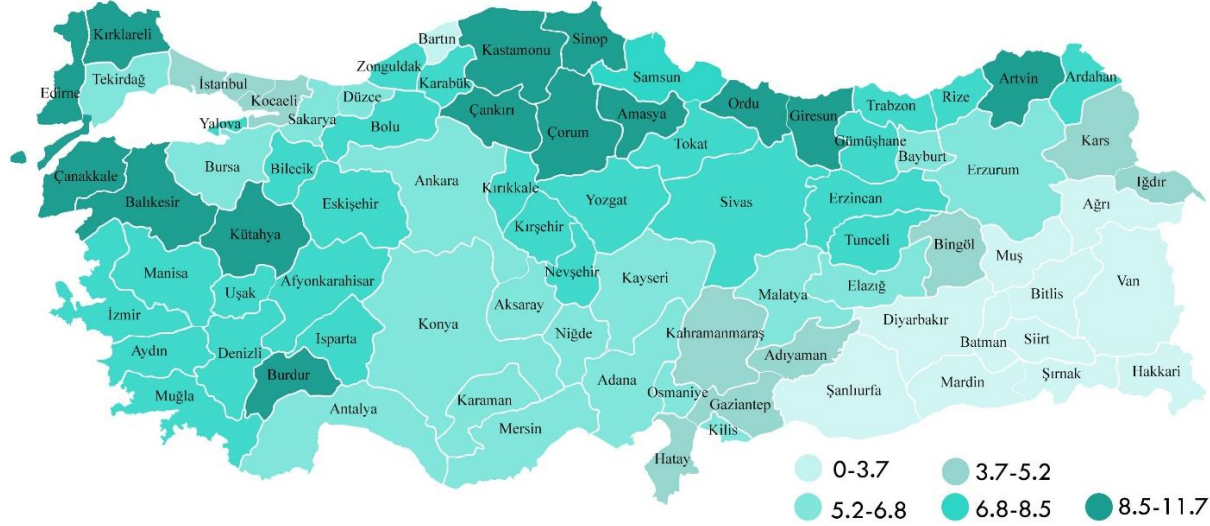 Kırklareli
Edirne
Tekirdağ
İstanbul
Kocaeli
Yalova
Sakarya
Düzce
Zonguldak
Bartın
Karabük
Kastamonu
Sinop
Çankırı
Bolu
Samsun
Çorum
Amasya
Ordu
Giresun
Tokat
Trabzon
Rize
Artvin
Ardahan
Gümüşhane
Bayburt
Kars
Iğdır
Erzurum
Ağrı
Çanakkale
Balıkesir
Bursa
Bilecik
Kütahya
Eskişehir
Ankara
Kırıkkale
Kırşehir
Yozgat
Sivas
Erzincan
Tunceli
Bingöl
Muş
Bitlis
Van
Manisa
Uşak
Afyonkarahisar
İzmir
Aydın
Denizli
Isparta
Burdur
Muğla
Antalya
Konya
Aksaray
Nevşehir
Niğde
Kayseri
Karaman
Mersin
Adana
Osmaniye
Kahramanmaraş
Malatya
Elazığ
Adıyaman
Gaziantep
Kilis
Hatay
Diyarbakır
Batman
Siirt
Şanlıurfa
Mardin
Şırnak
Hakkari
0-3.7
3.7-5.2
5.2-6.8
6.8-8.5
8.5-11.7